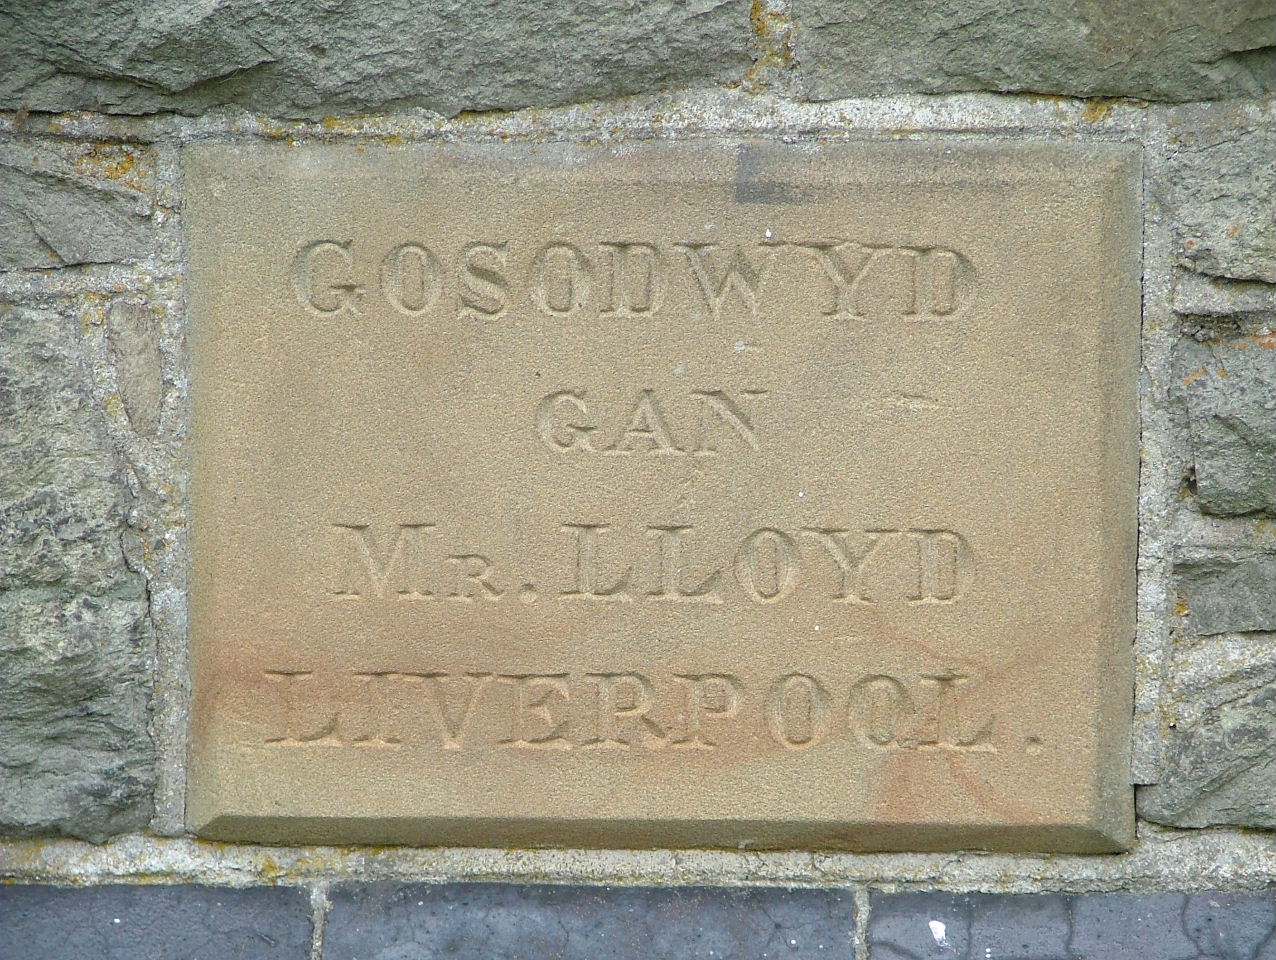 GOSODWYD
GAN
MR. LLOYD
LIVERPOOL.